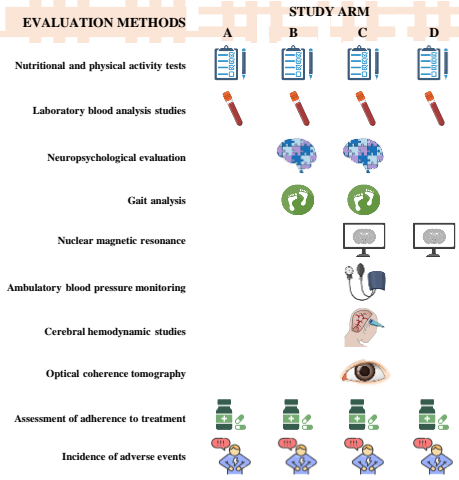 STUDY ARM
EVALUATION METHODS
A B C D
Nutritional and physical activity tests
Laboratory blood analysis studies
Neuropsychological evaluation
Gait analysis
Nuclear magnetic resonance
Ambulatory blood pressure monitoring
Cerebral hemodynamic studies
Optical coherence tomography
Assessment of adherence to treatment
Incidence of adverse events